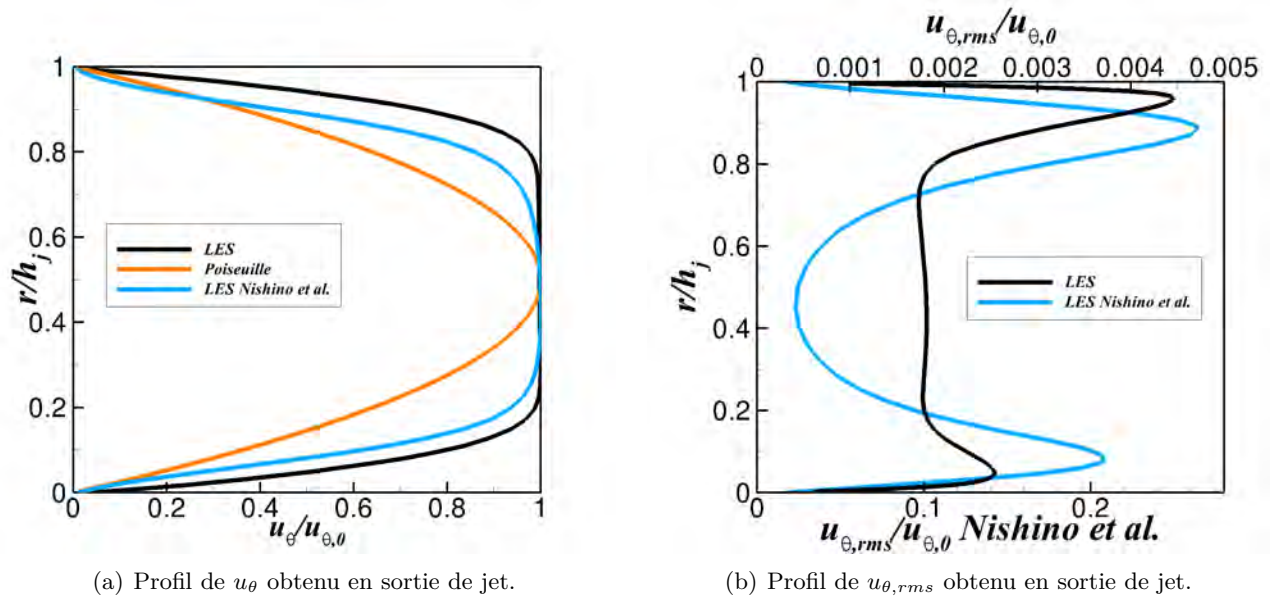 1
0.8
0.6
0.4
0.2
0
r/h_j
LES
Poiseuille
LES Nishino et al.
0 0.2 0.4 0.6 0.8 1
u_θ/u_θ,0
(a) Profil de u_θ obtenu en sortie de jet.
u_θ,rms/u_θ,0
0 0.001 0.002 0.003 0.004 0.005
1
0.8
0.6
0.4
0.2
0
r/h_j
LES
LES Nishino et al.
0 0.1 0.2
u_θ,rms/u_θ,0 Nishino et al.
(b) Profil de u_θ,rms obtenu en sortie de jet.